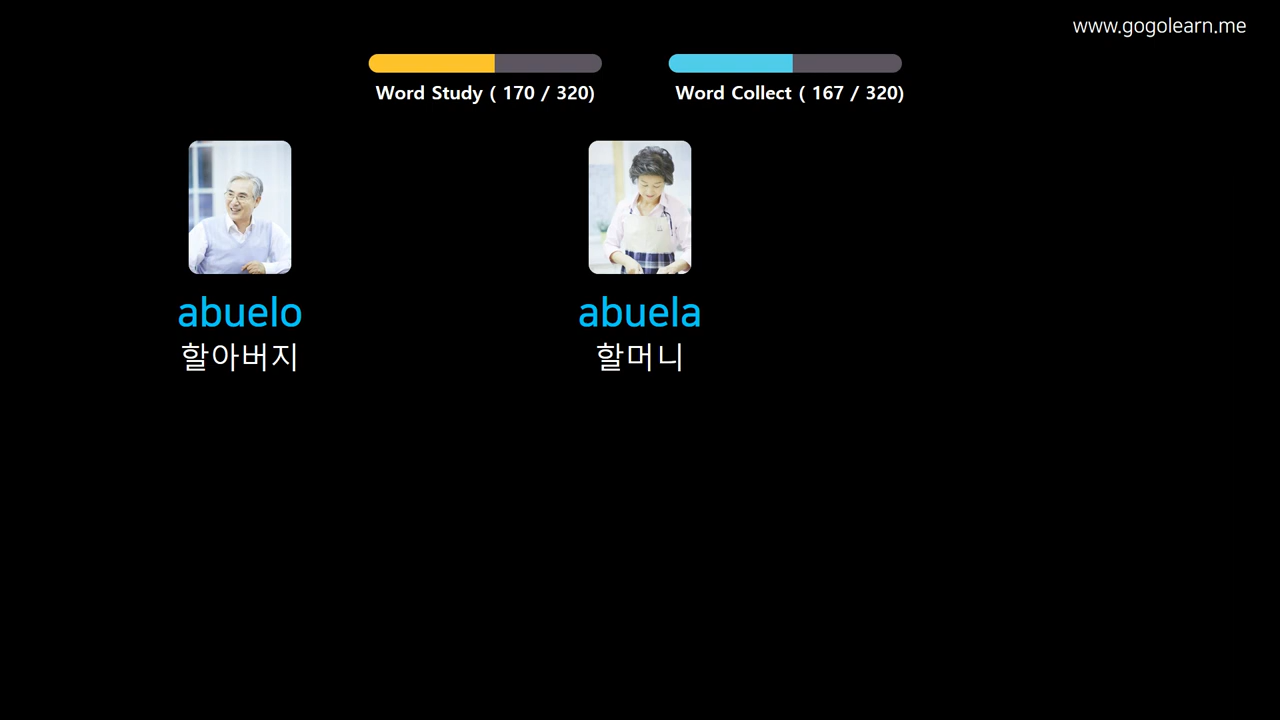 www.gogolearn.me
Word Study ( 170 / 320)
Word Collect ( 167 / 320)
abuelo
할아버지
abuela
할머니